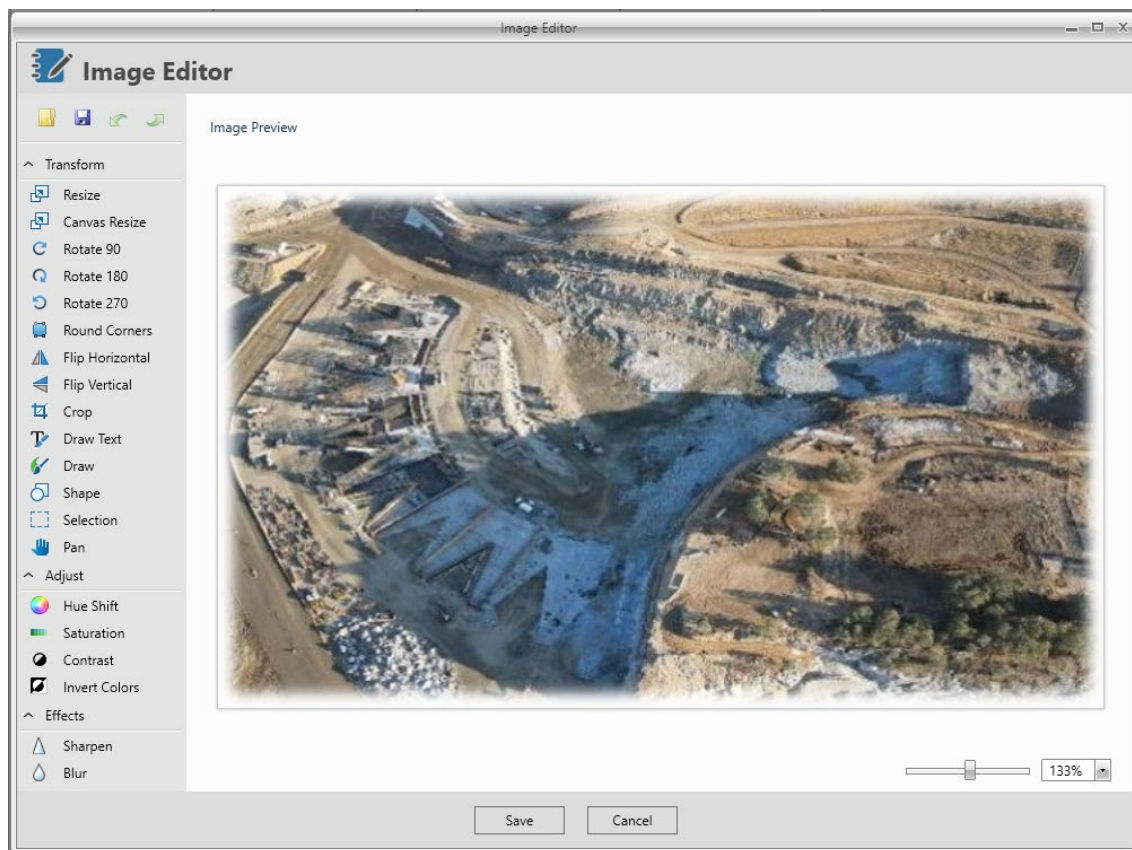 Image Editor
Image Editor
Image Preview
Transform
Resize
Canvas Resize
Rotate 90
Rotate 180
Rotate 270
Round Corners
Flip Horizontal
Flip Vertical
Crop
Draw Text
Draw
Shape
Selection
Pan
Adjust
Hue Shift
Saturation
Contrast
Invert Colors
Effects
Sharpen
Blur
133%
Save Cancel